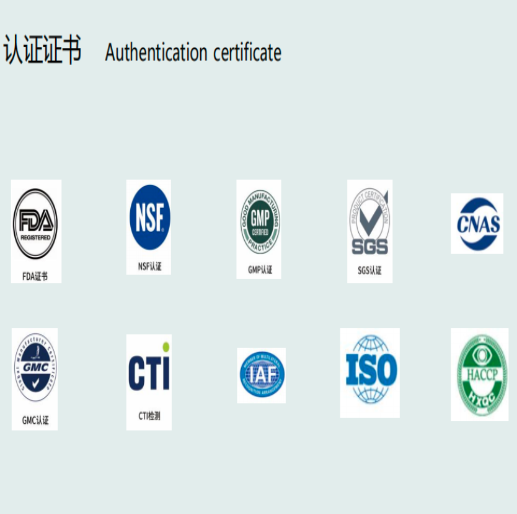 认证证书 Authentication certificate
FDA
REGISTERED
FDA证书
NSF
NSF认证
GOOD MANUFACTURING
GMP
CERTIFIED
PRACTICE
GMP认证
PRODUCT CERTIFICATION
SGS
SGS认证
CNAS
GMC
GMC认证
CTI
CTI检测
IAF
ISO
HACCP
HXQC